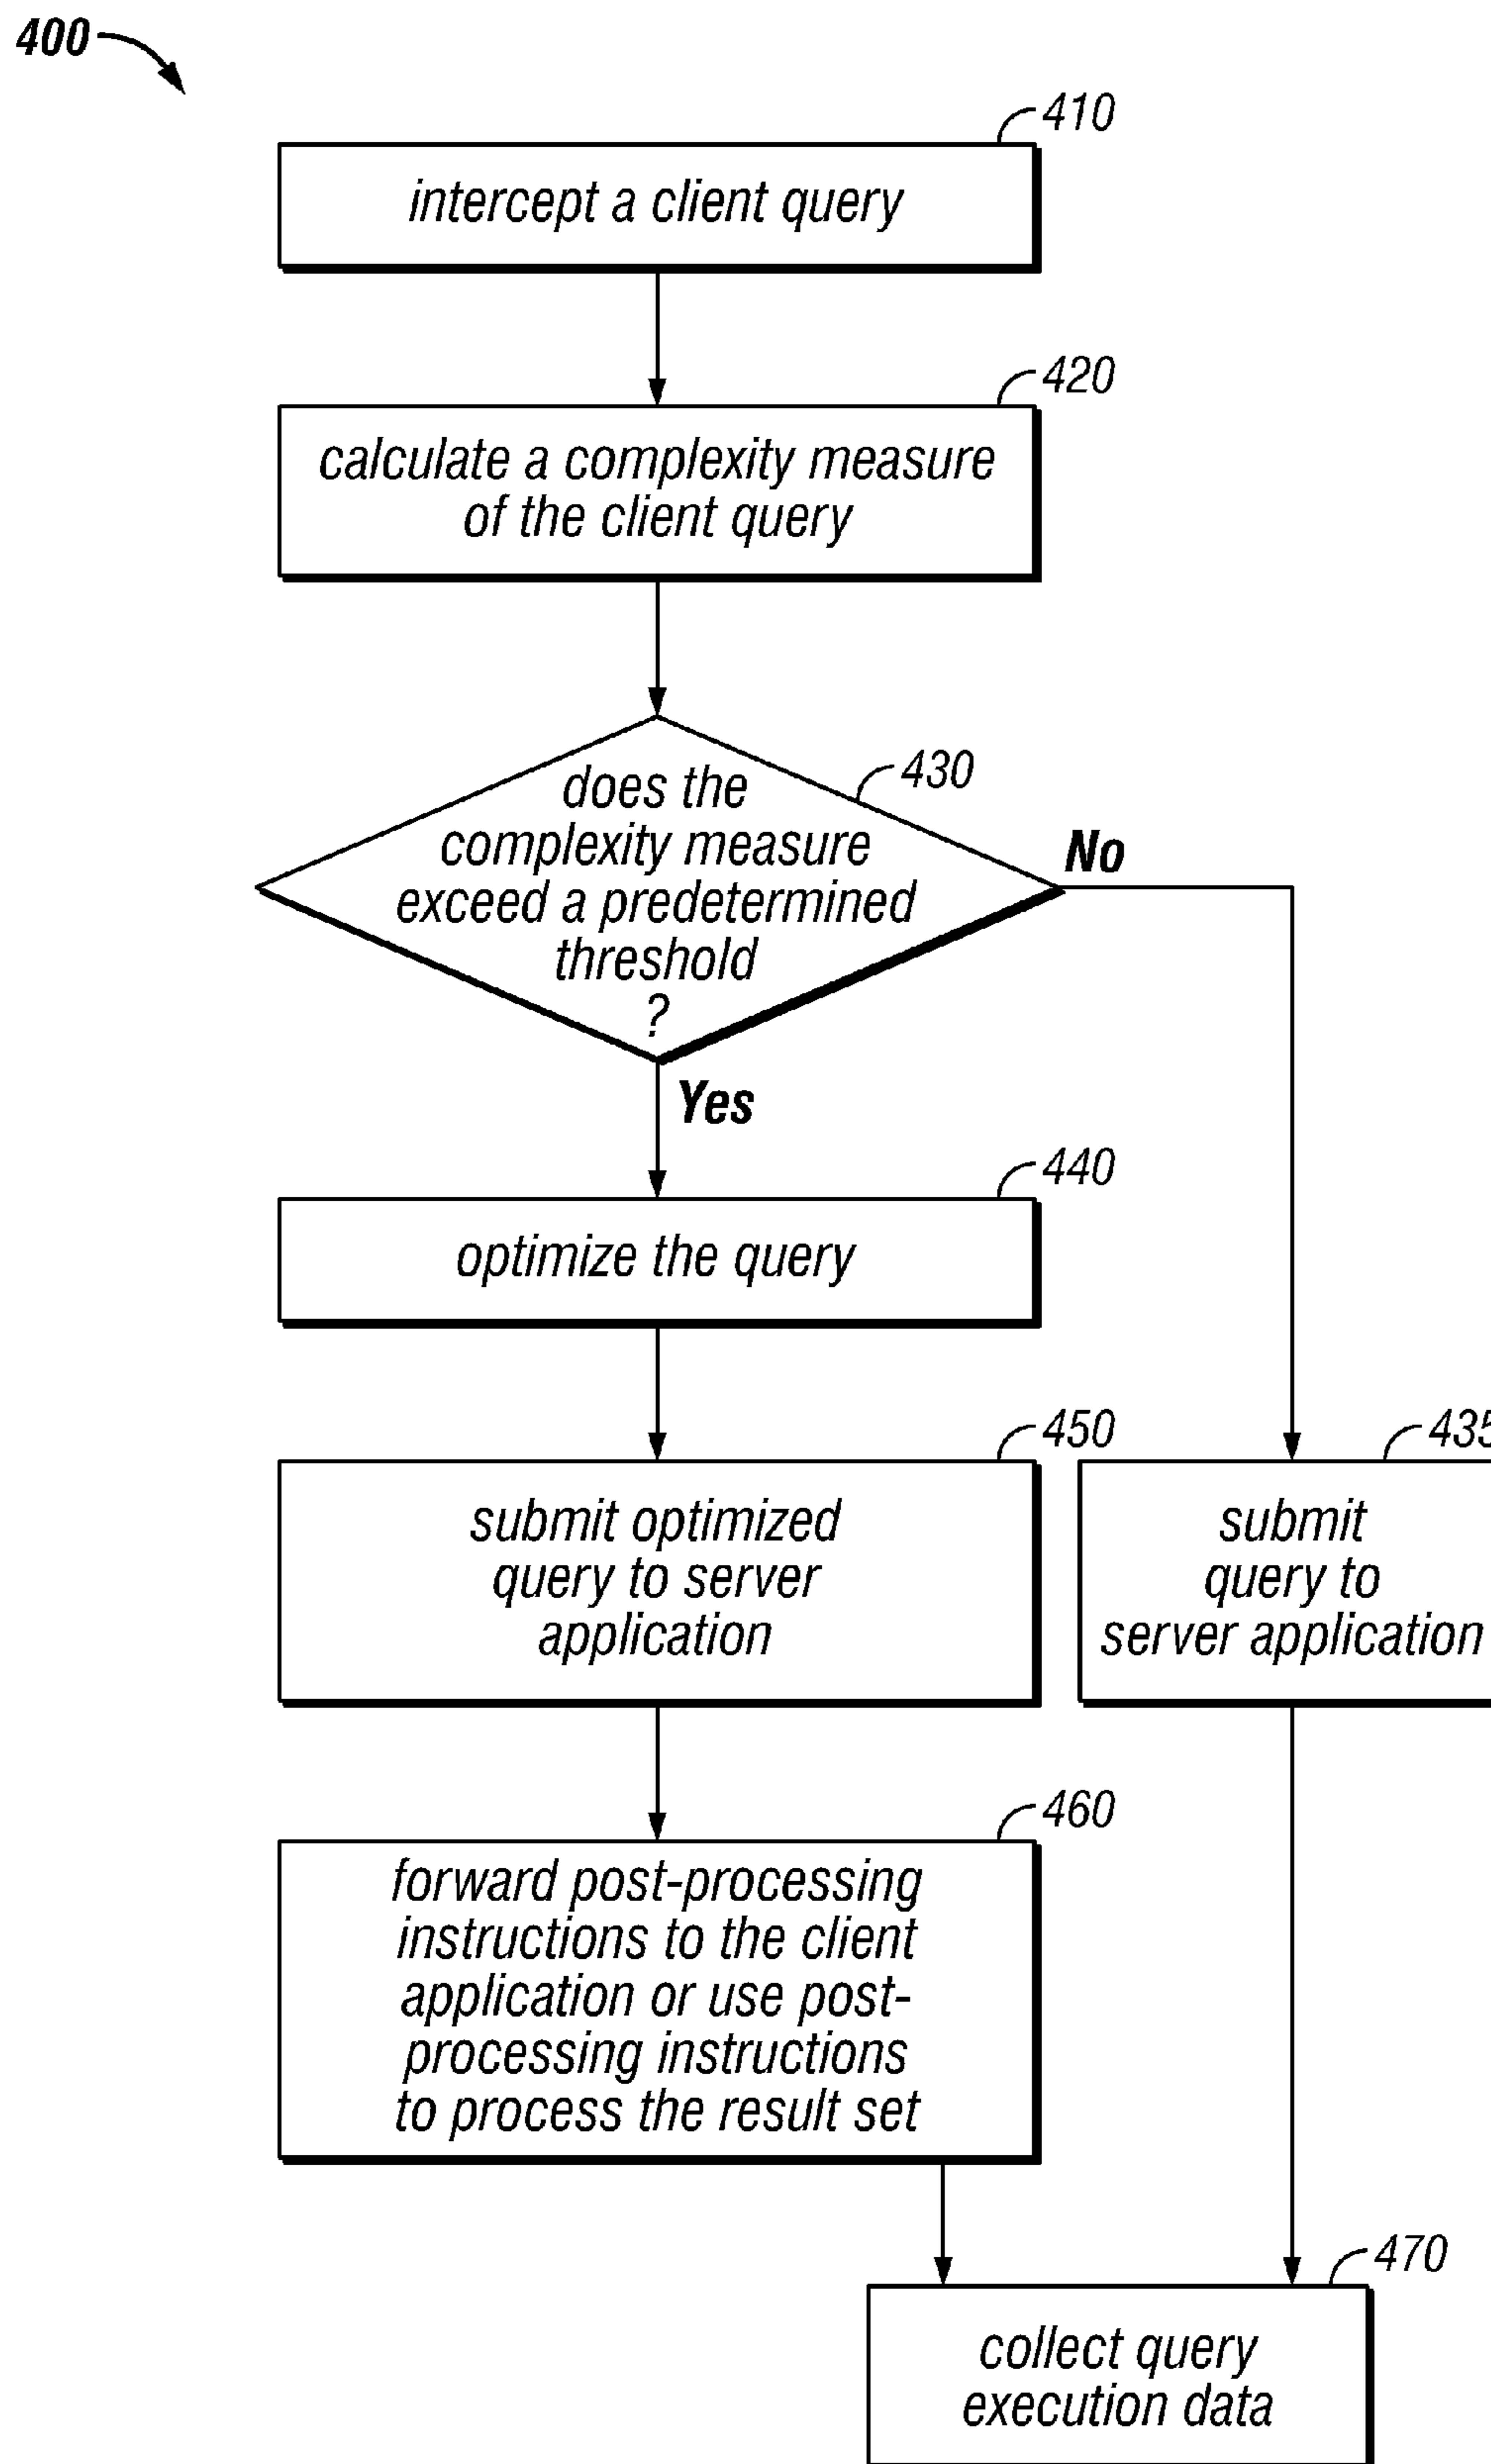 400
410
intercept a client query
420
calculate a complexity measure
of the client query
430
does the
complexity measure
exceed a predetermined
threshold
?
No
Yes
440
optimize the query
450
submit optimized
query to server
application
435
submit
query to
server application
460
forward post-processing
instructions to the client
application or use post-
processing instructions
to process the result set
470
collect query
execution data